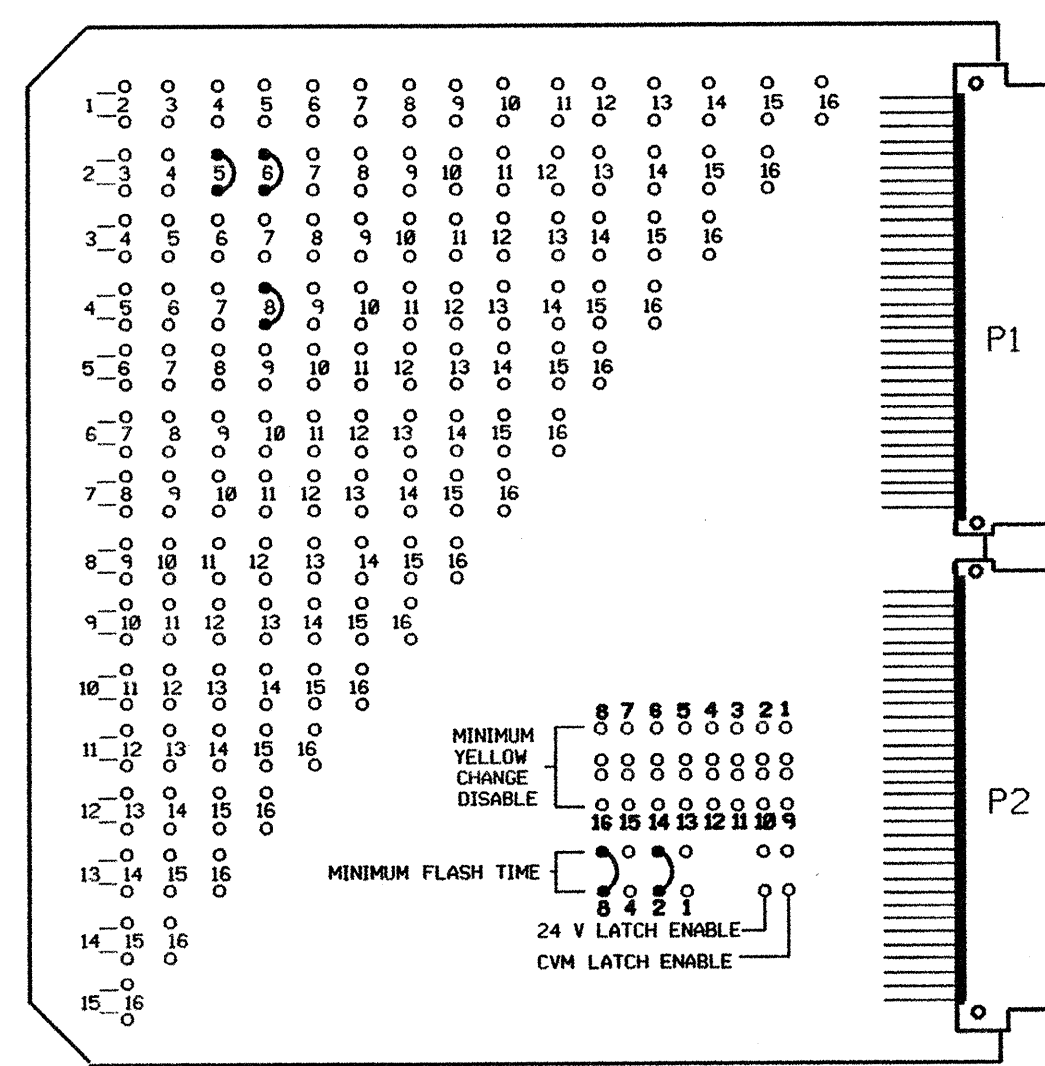 1 2 3 4 5 6 7 8 9 10 11 12 13 14 15 16
2 3 4 5 6 7 8 9 10 11 12 13 14 15 16
3 4 5 6 7 8 9 10 11 12 13 14 15 16
4 5 6 7 8 9 10 11 12 13 14 15 16
P1
5 6 7 8 9 10 11 12 13 14 15 16
6 7 8 9 10 11 12 13 14 15 16
7 8 9 10 11 12 13 14 15 16
8 9 10 11 12 13 14 15 16
9 10 11 12 13 14 15 16
10 11 12 13 14 15 16
11 12 13 14 15 16
12 13 14 15 16
13 14 15 16
14 15 16
15 16
8 7 6 5 4 3 2 1
MINIMUM
YELLOW
CHANGE
DISABLE
16 15 14 13 12 11 10 9
P2
MINIMUM FLASH TIME
8 4 2 1
24 V LATCH ENABLE
CVM LATCH ENABLE